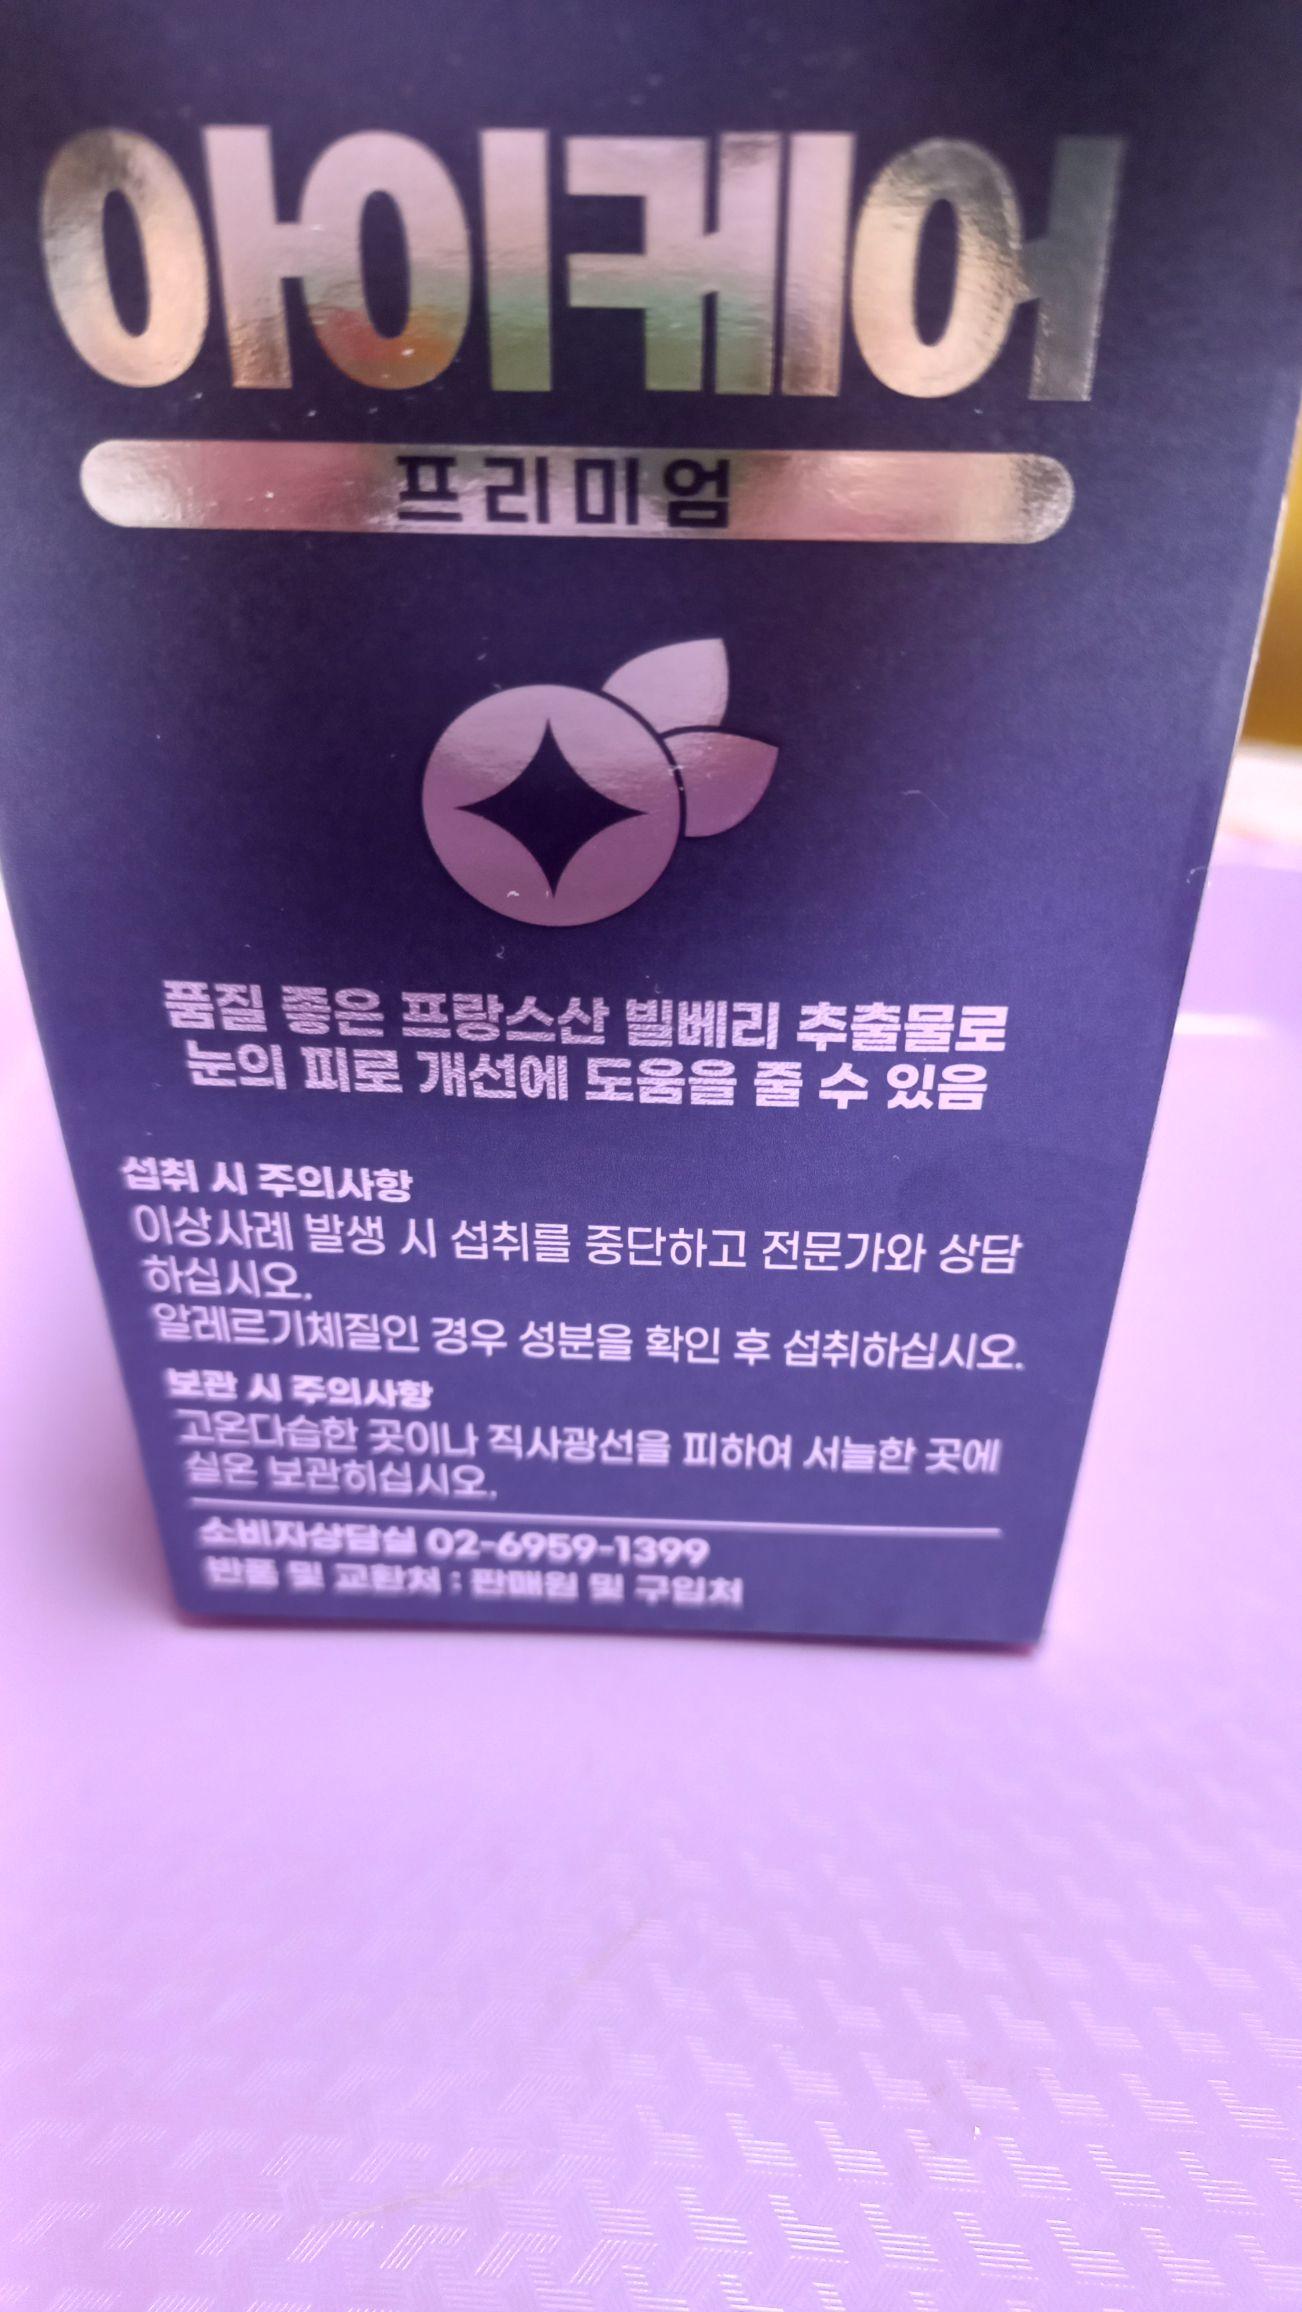 아이케어
프리미엄
품질 좋은 프랑스산 빌베리 추출물로
눈의 피로 개선에 도움을 줄 수 있음
섭취 시 주의사항
이상사례 발생 시 섭취를 중단하고 전문가와 상담
하십시오.
알레르기체질인 경우 성분을 확인 후 섭취하십시오.
보관 시 주의사항
고온다습한 곳이나 직사광선을 피하여 서늘한 곳에
실온 보관하십시오.
소비자상담실 02-6959-1399
반품 및 교환처 : 판매원 및 구입처